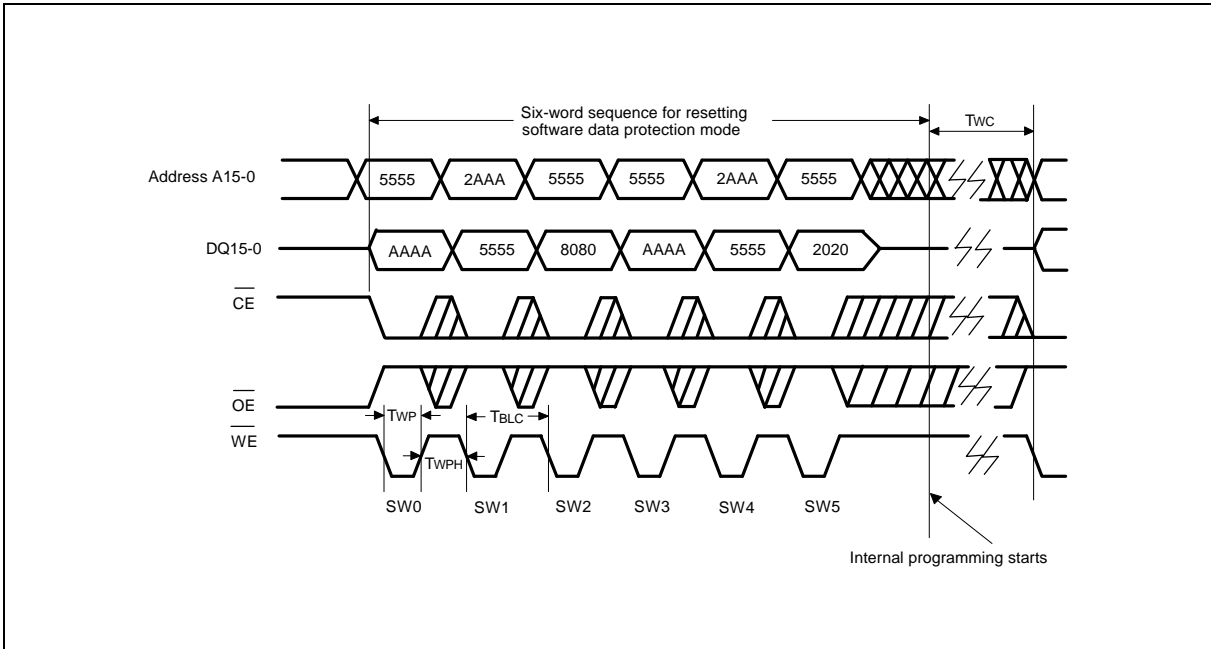 Six-word sequence for resetting
software data protection mode
TWC
Address A15-0
5555 2AAA 5555 5555 2AAA 5555
DQ15-0
AAAA 5555 8080 AAAA 5555 2020
CE
OE
TWP
TBLC
WE
TWPH
SW0 SW1 SW2 SW3 SW4 SW5
Internal programming starts